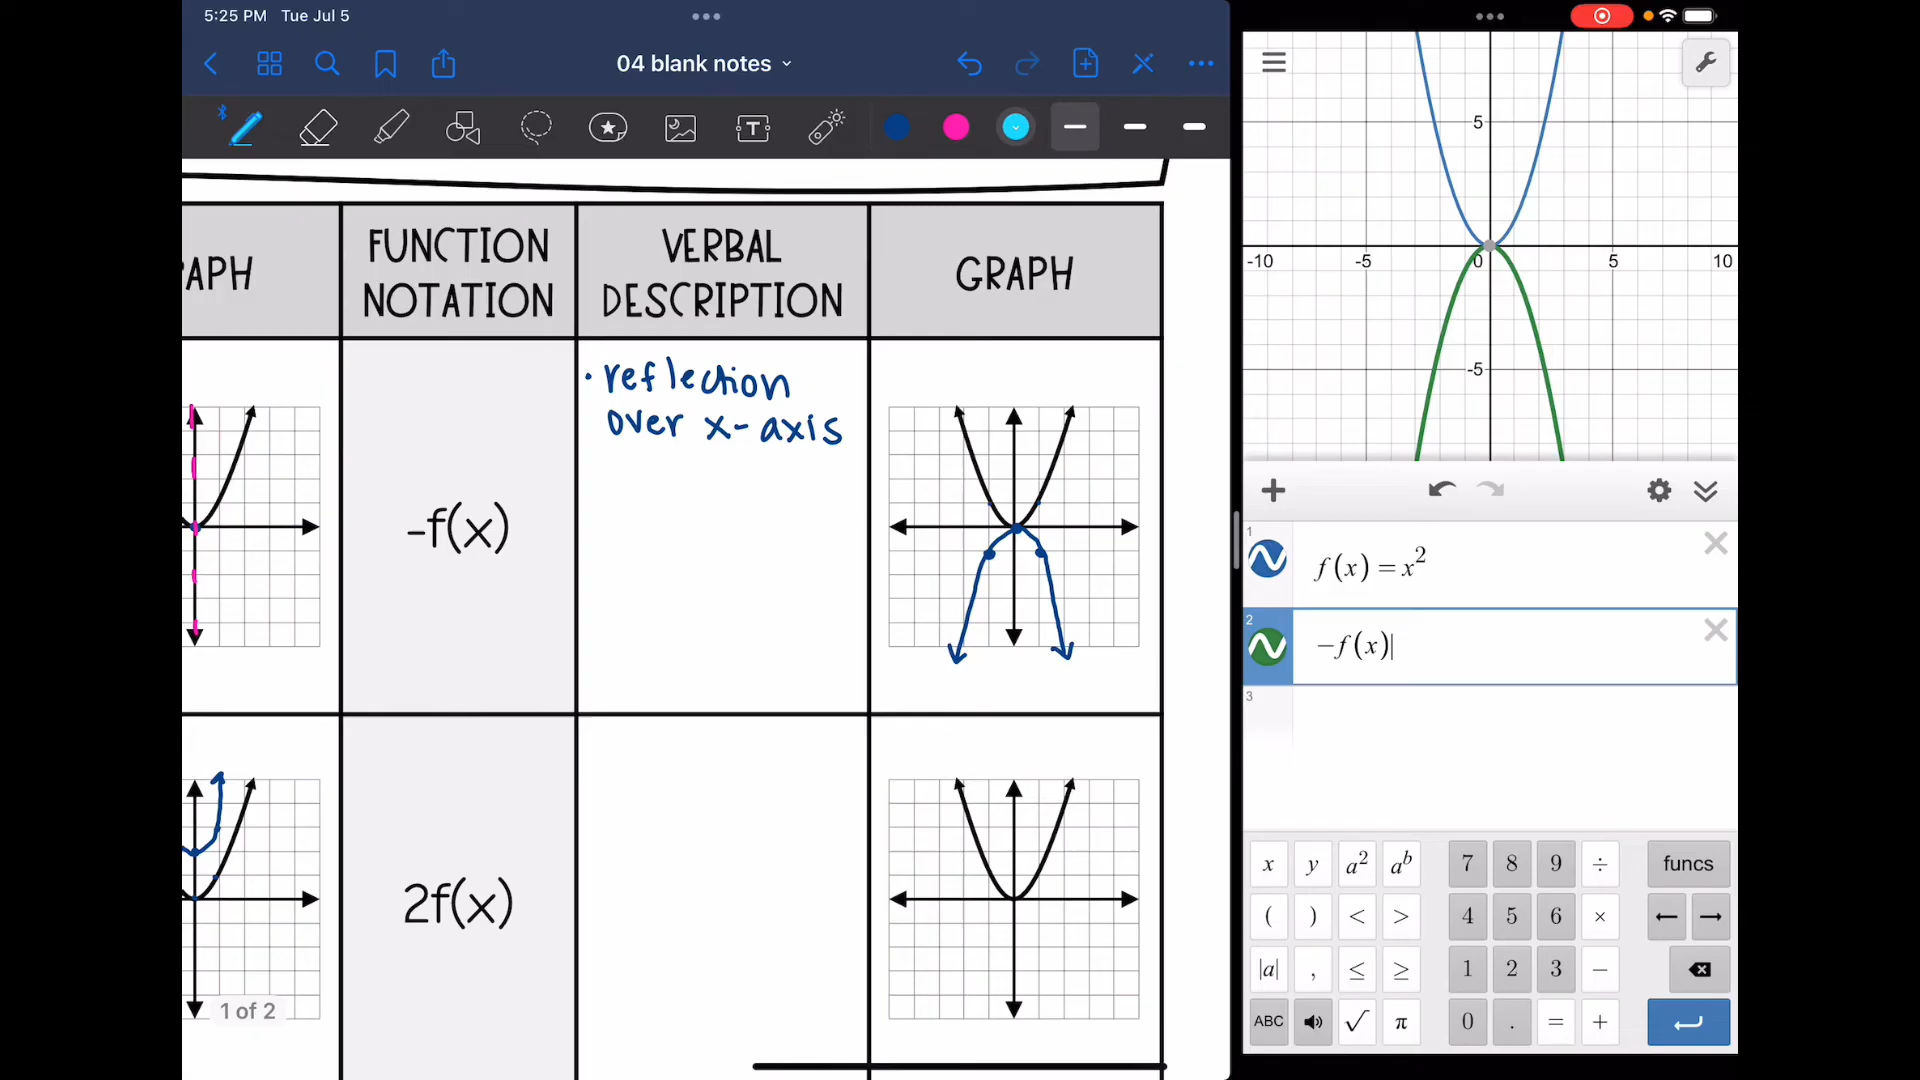 5:25 PM Tue Jul 5
04 blank notes
T
APH
FUNCTION
NOTATION
VERBAL
DESCRIPTION
GRAPH
-f(x)
• reflection
over x-axis
2f(x)
1 of 2
5
-10 -5 0 5 10
-5
1
f(x) = x²
2
-f(x)
3
x y a² aᵇ 7 8 9 ÷ funcs
( ) < > 4 5 6 × ← →
|a| , ≤ ≥ 1 2 3 −
ABC √ π 0 . = +